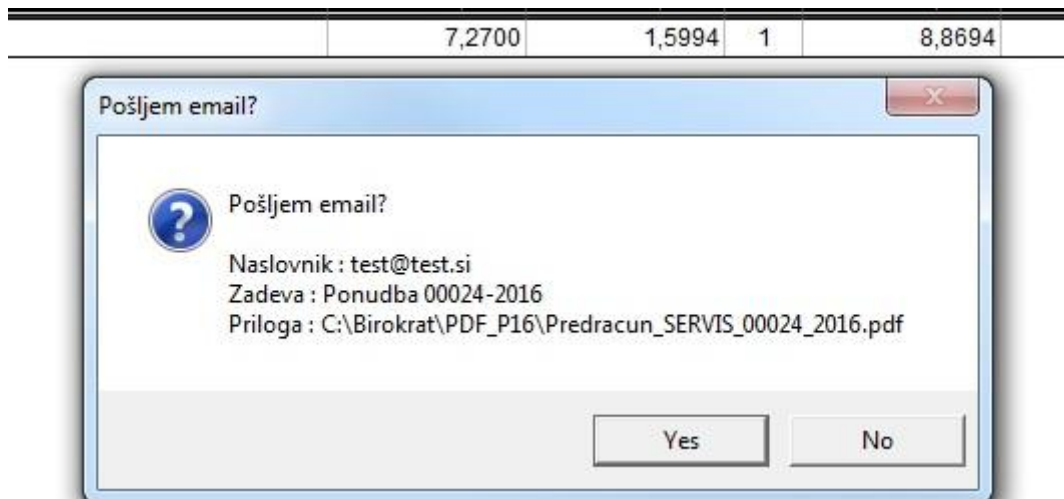 7,2700 1,5994 1 8,8694
Pošljem email?
Pošljem email?
Naslovnik : test@test.si
Zadeva : Ponudba 00024-2016
Priloga : C:\Birokrat\PDF_P16\Predracun_SERVIS_00024_2016.pdf
Yes No